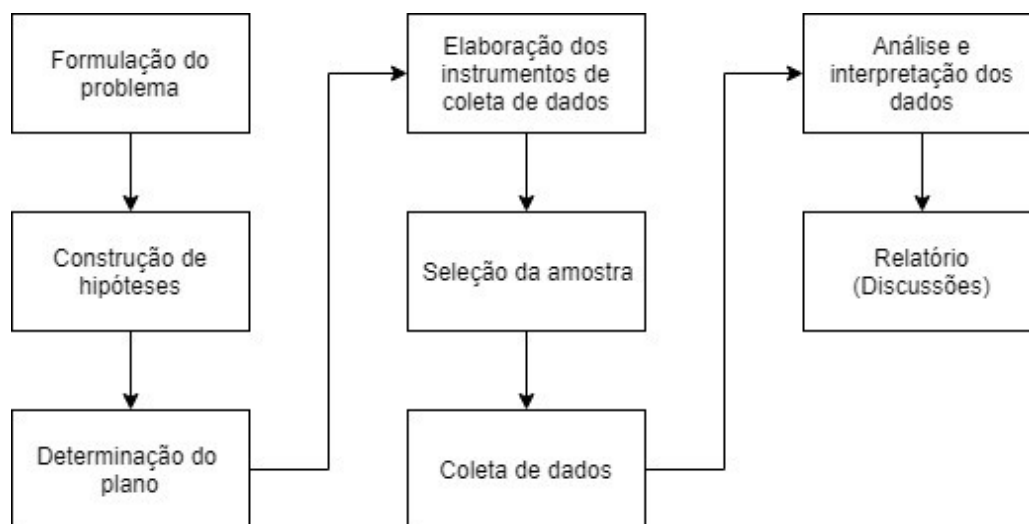 Formulação do
problema
Construção de
hipóteses
Determinação do
plano
Elaboração dos
instrumentos de
coleta de dados
Seleção da amostra
Coleta de dados
Análise e
interpretação dos
dados
Relatório
(Discussões)